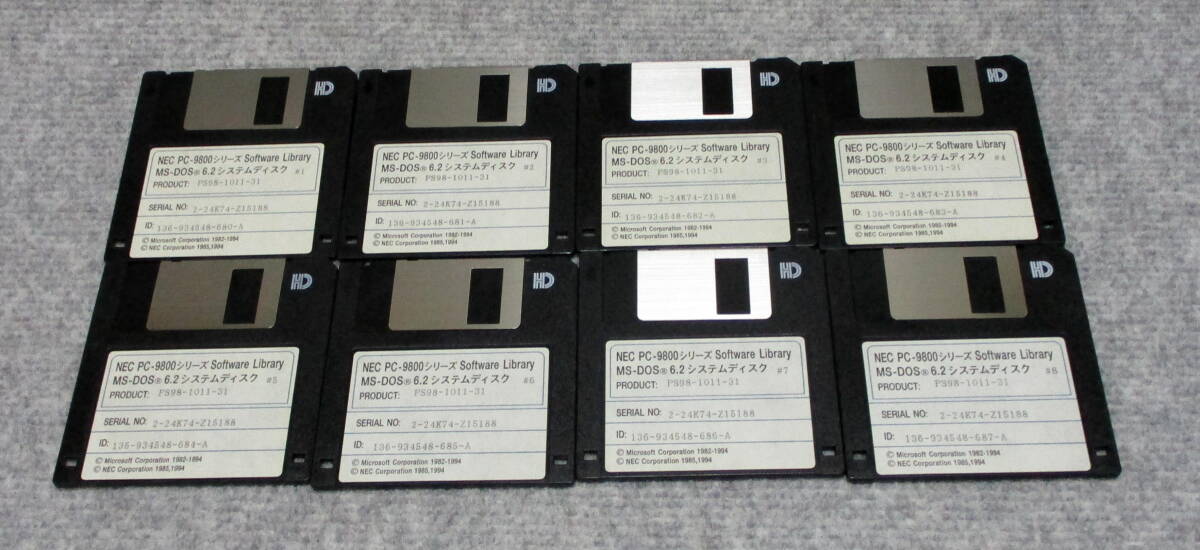 HD
NEC PC-9800シリーズ Software Library
MS-DOS® 6.2 システムディスク #1
PRODUCT: PS98-1011-31
SERIAL NO: 2-24K74-Z15188
ID: 136-934548-680-A
© Microsoft Corporation 1982-1994
© NEC Corporation 1985,1994
HD
NEC PC-9800シリーズ Software Library
MS-DOS® 6.2 システムディスク #2
PRODUCT: PS98-1011-31
SERIAL NO: 2-24K74-Z15188
ID: 136-934548-681-A
© Microsoft Corporation 1982-1994
© NEC Corporation 1985,1994
HD
NEC PC-9800シリーズ Software Library
MS-DOS® 6.2 システムディスク #3
PRODUCT: PS98-1011-31
SERIAL NO: 2-24K74-Z15188
ID: 136-934548-682-A
© Microsoft Corporation 1982-1994
© NEC Corporation 1985,1994
HD
NEC PC-9800シリーズ Software Library
MS-DOS® 6.2 システムディスク #4
PRODUCT: PS98-1011-31
SERIAL NO: 2-24K74-Z15188
ID: 136-934548-683-A
© Microsoft Corporation 1982-1994
© NEC Corporation 1985,1994
HD
NEC PC-9800シリーズ Software Library
MS-DOS® 6.2 システムディスク #5
PRODUCT: PS98-1011-31
SERIAL NO: 2-24K74-Z15188
ID: 136-934548-684-A
© Microsoft Corporation 1982-1994
© NEC Corporation 1985,1994
HD
NEC PC-9800シリーズ Software Library
MS-DOS® 6.2 システムディスク #6
PRODUCT: PS98-1011-31
SERIAL NO: 2-24K74-Z15188
ID: 136-934548-685-A
© Microsoft Corporation 1982-1994
© NEC Corporation 1985,1994
HD
NEC PC-9800シリーズ Software Library
MS-DOS® 6.2 システムディスク #7
PRODUCT: PS98-1011-31
SERIAL NO: 2-24K74-Z15188
ID: 136-934548-686-A
© Microsoft Corporation 1982-1994
© NEC Corporation 1985,1994
HD
NEC PC-9800シリーズ Software Library
MS-DOS® 6.2 システムディスク #8
PRODUCT: PS98-1011-31
SERIAL NO: 2-24K74-Z15188
ID: 136-934548-687-A
© Microsoft Corporation 1982-1994
© NEC Corporation 1985,1994